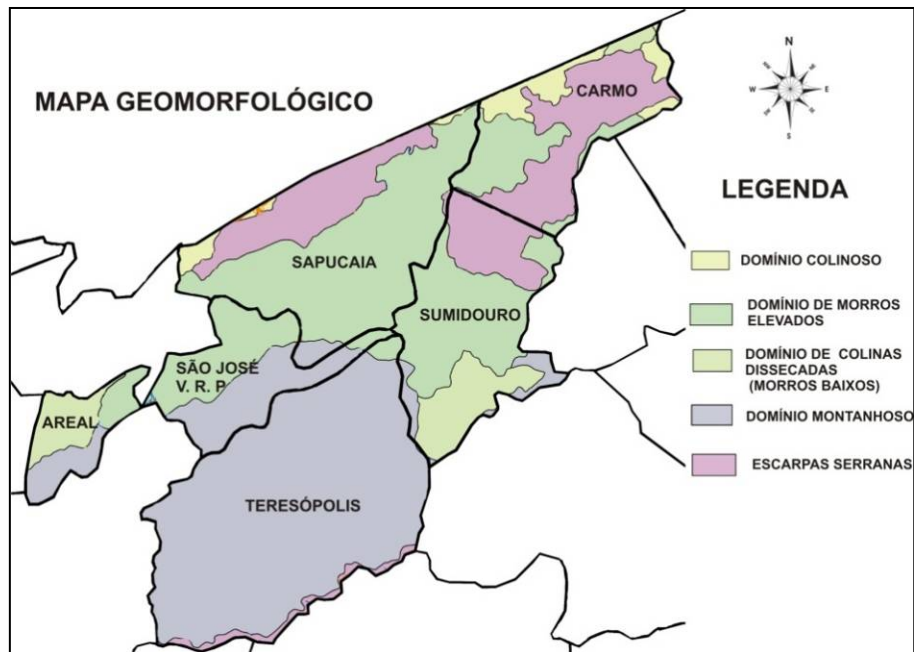 MAPA GEOMORFOLÓGICO
CARMO
SAPUCAIA
SUMIDOURO
SÃO JOSÉ
V. R. P
AREAL
TERESÓPOLIS
N
W
E
S
LEGENDA
DOMÍNIO COLINOSO
DOMÍNIO DE MORROS
ELEVADOS
DOMÍNIO DE COLINAS
DISSECADAS
(MORROS BAIXOS)
DOMÍNIO MONTANHOSO
ESCARPAS SERRANAS